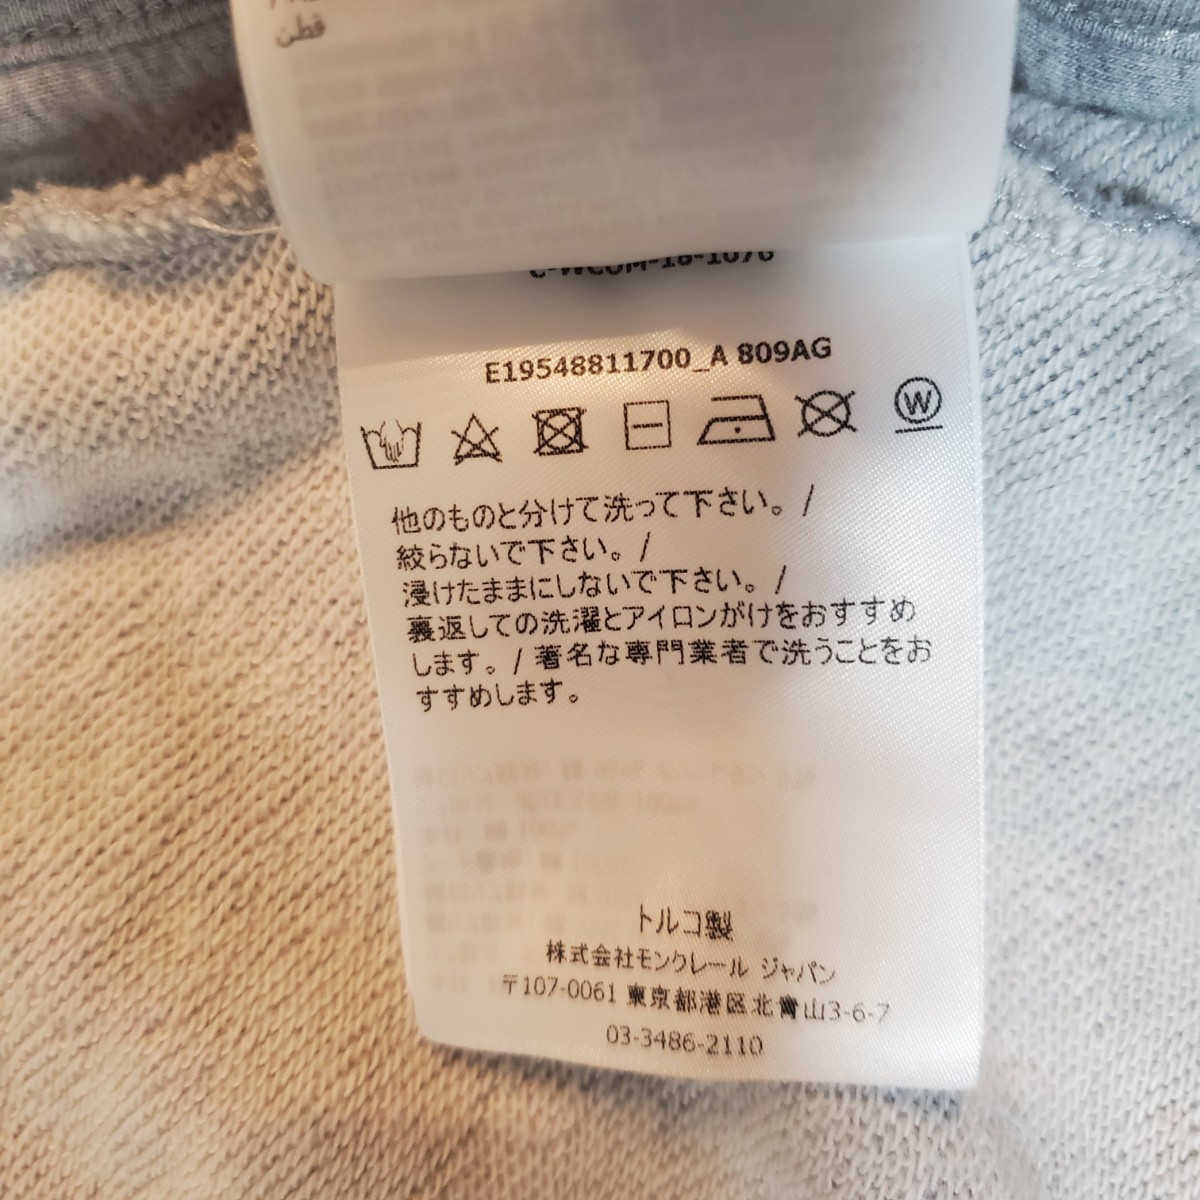 قطن
C-WCOM-18-1076
E19548811700_A 809AG
W
他のものと分けて洗って下さい。/
絞らないで下さい。/
浸けたままにしないで下さい。/
裏返しての洗濯とアイロンがけをおすすめ
します。/ 著名な専門業者で洗うことをお
すすめします。
トルコ製
株式会社モンクレール ジャパン
〒107-0061 東京都港区北青山3-6-7
03-3486-2110